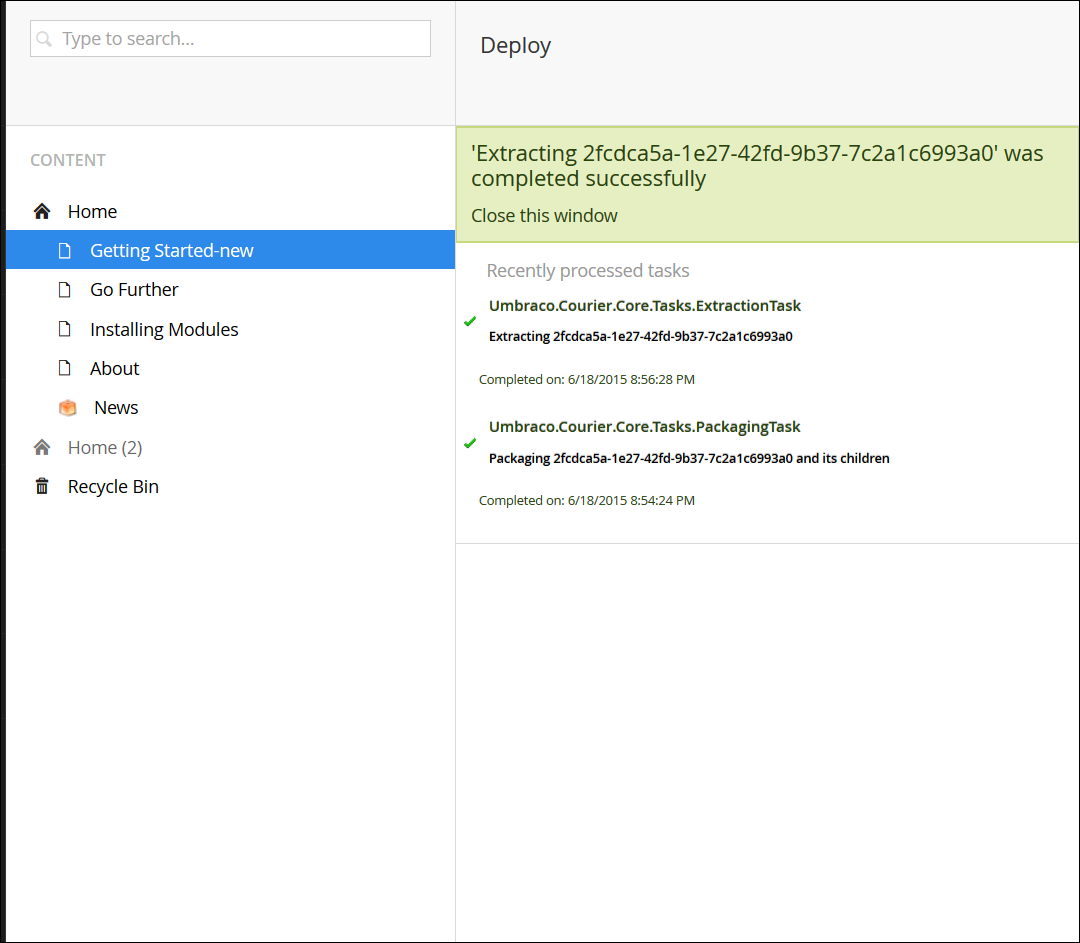 Type to search...
CONTENT
Home
Getting Started-new
Go Further
Installing Modules
About
News
Home (2)
Recycle Bin
Deploy
'Extracting 2fcdca5a-1e27-42fd-9b37-7c2a1c6993a0' was
completed successfully
Close this window
Recently processed tasks
Umbraco.Courier.Core.Tasks.ExtractionTask
Extracting 2fcdca5a-1e27-42fd-9b37-7c2a1c6993a0
Completed on: 6/18/2015 8:56:28 PM
Umbraco.Courier.Core.Tasks.PackagingTask
Packaging 2fcdca5a-1e27-42fd-9b37-7c2a1c6993a0 and its children
Completed on: 6/18/2015 8:54:24 PM